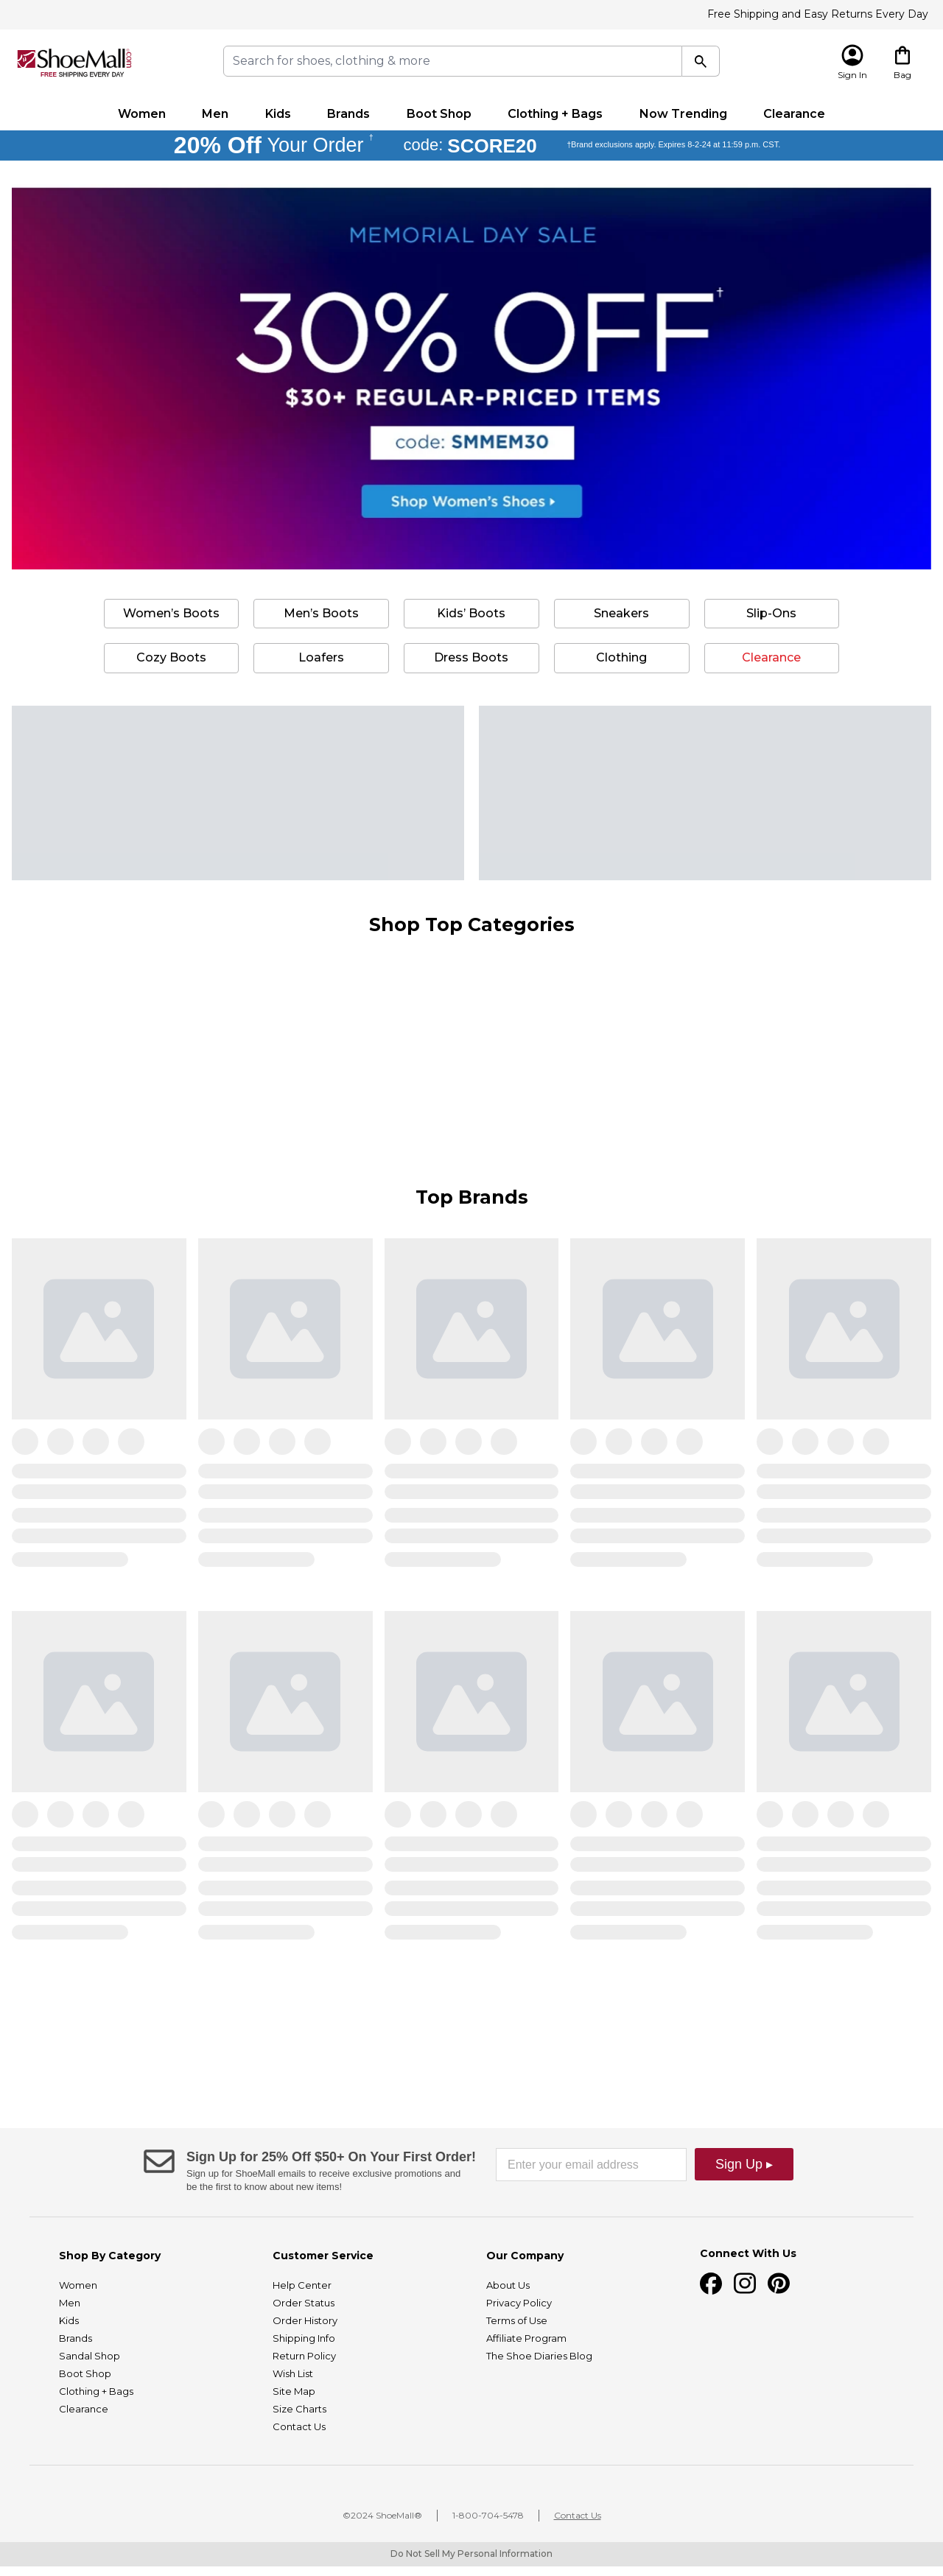 Free Shipping and Easy Returns Every Day
ShoeMall.com
FREE SHIPPING EVERY DAY
Search for shoes, clothing & more
Sign In
Bag
Women Men Kids Brands Boot Shop Clothing + Bags Now Trending Clearance
20% Off Your Order † code: SCORE20 †Brand exclusions apply. Expires 8-2-24 at 11:59 p.m. CST.
MEMORIAL DAY SALE
30% OFF†
$30+ REGULAR-PRICED ITEMS
code: SMMEM30
Shop Women's Shoes ▸
Women's Boots Men's Boots Kids' Boots Sneakers Slip-Ons
Cozy Boots Loafers Dress Boots Clothing Clearance
Shop Top Categories
Top Brands
Sign Up for 25% Off $50+ On Your First Order!
Sign up for ShoeMall emails to receive exclusive promotions and
be the first to know about new items!
Enter your email address
Sign Up ▸
Shop By Category
Women
Men
Kids
Brands
Sandal Shop
Boot Shop
Clothing + Bags
Clearance
Customer Service
Help Center
Order Status
Order History
Shipping Info
Return Policy
Wish List
Site Map
Size Charts
Contact Us
Our Company
About Us
Privacy Policy
Terms of Use
Affiliate Program
The Shoe Diaries Blog
Connect With Us
©2024 ShoeMall® 1-800-704-5478 Contact Us
Do Not Sell My Personal Information